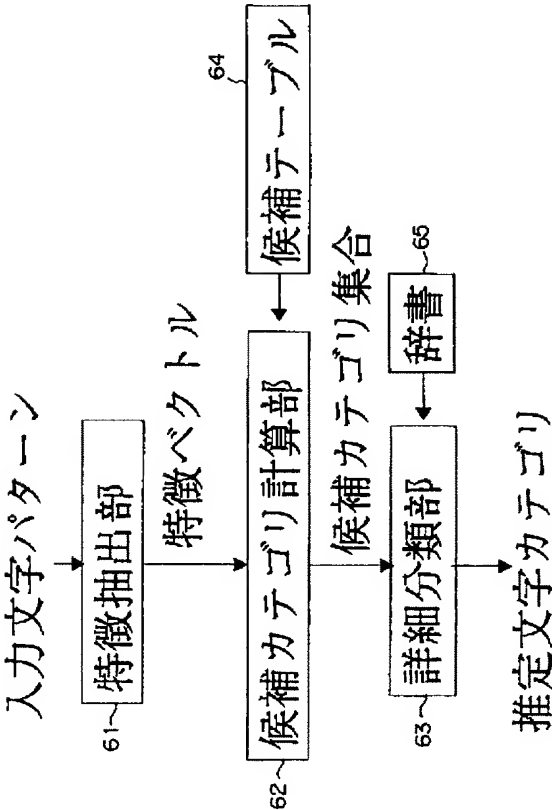 入力文字パターン
特徴抽出部
61
特徴ベクトル
候補カテゴリ計算部
62
候補テーブル
64
候補カテゴリ集合
詳細分類部
63
辞書
65
推定文字カテゴリ